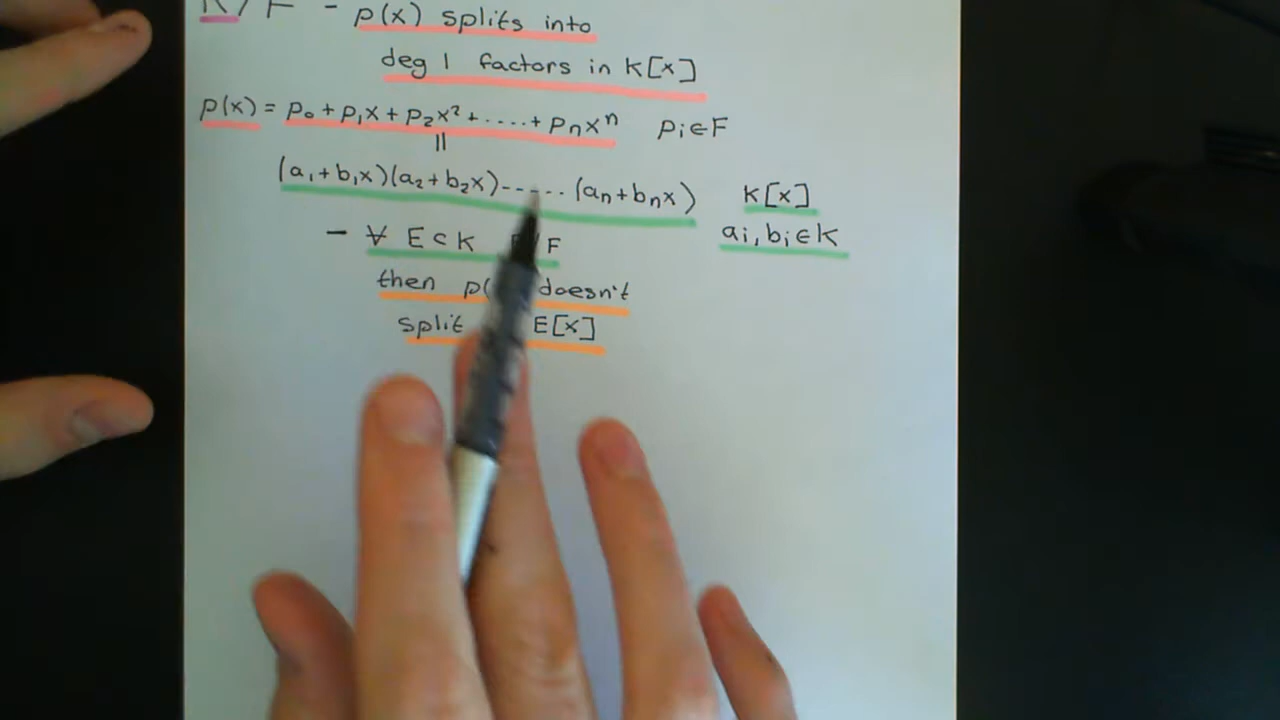 K/F - p(x) splits into
deg 1 factors in K[x]
p(x) = p₀ + p₁x + p₂x² + ..... + pₙxⁿ pᵢ∈F
||
(a₁+b₁x)(a₂+b₂x)------(aₙ+bₙx) K[x]
- ∀ E⊂K /F aᵢ,bᵢ∈K
then doesn't
split E[x]